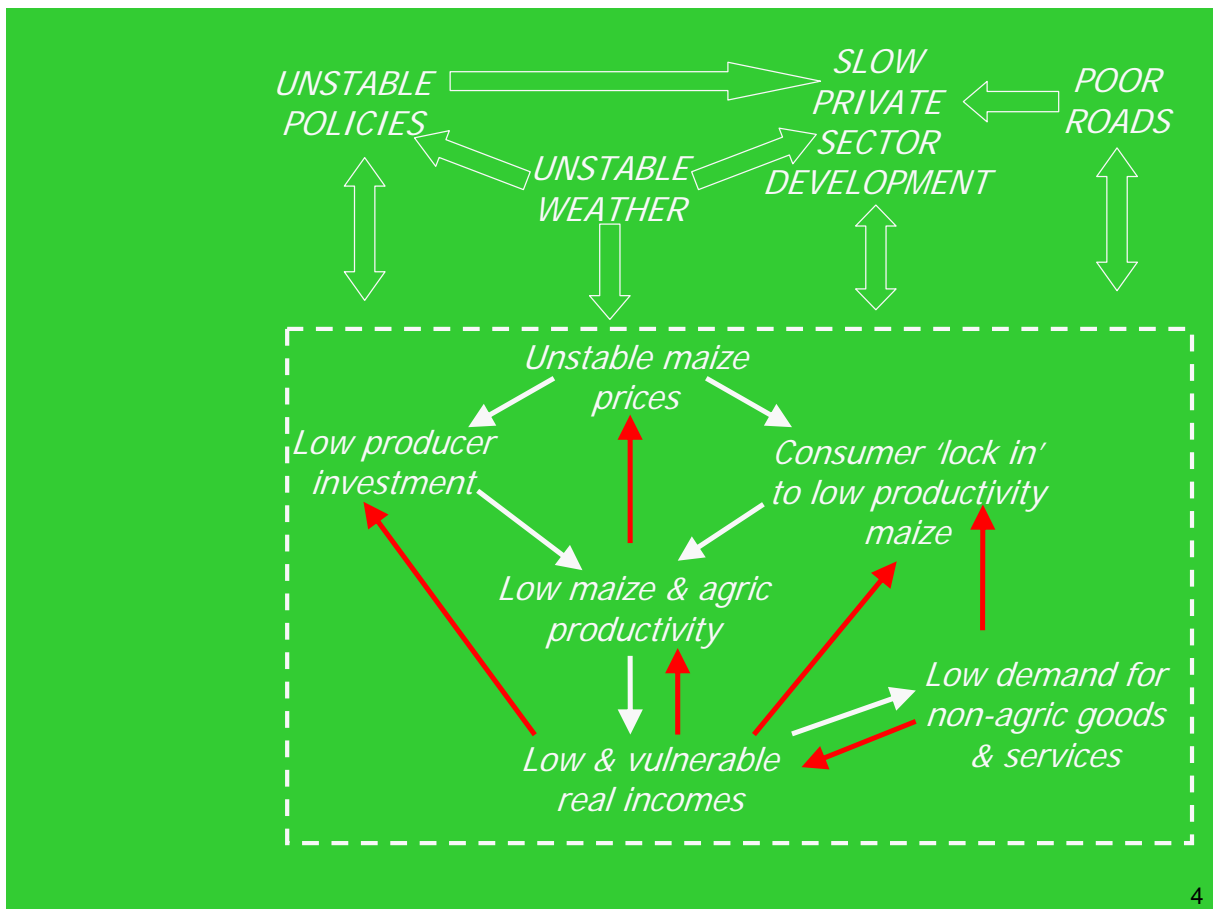 UNSTABLE
POLICIES
UNSTABLE
WEATHER
SLOW
PRIVATE
SECTOR
DEVELOPMENT
POOR
ROADS
Unstable maize
prices
Low producer
investment
Consumer ‘lock in’
to low productivity
maize
Low maize & agric
productivity
Low demand for
non-agric goods
& services
Low & vulnerable
real incomes
4